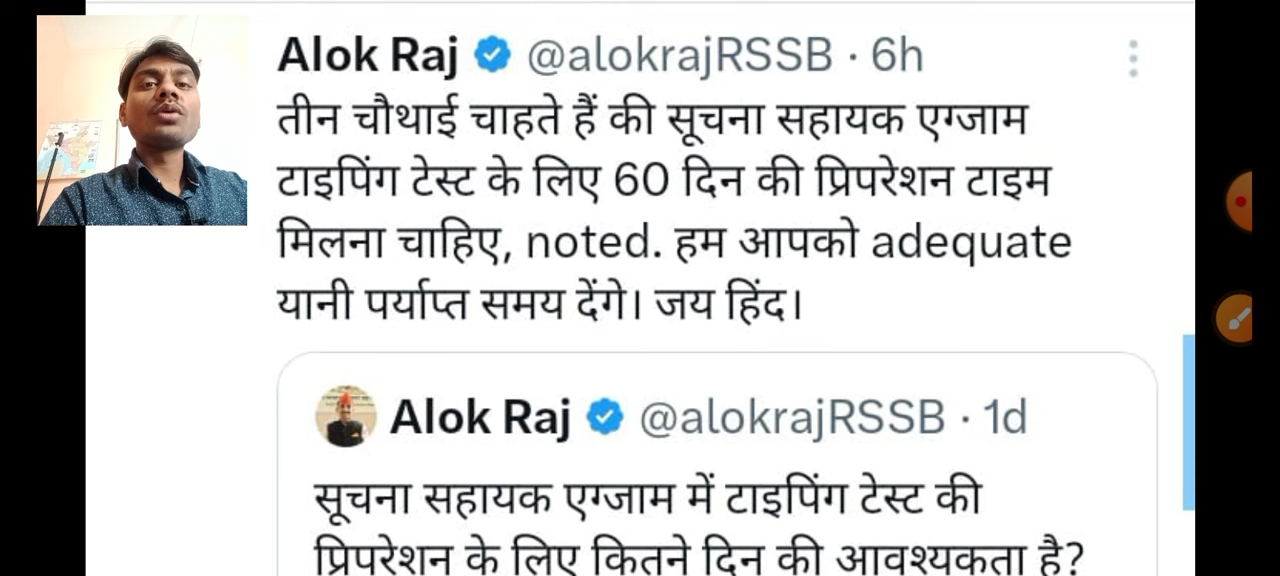 Alok Raj @alokrajRSSB · 6h
तीन चौथाई चाहते हैं की सूचना सहायक एग्जाम
टाइपिंग टेस्ट के लिए 60 दिन की प्रिपरेशन टाइम
मिलना चाहिए, noted. हम आपको adequate
यानी पर्याप्त समय देंगे। जय हिंद।
Alok Raj @alokrajRSSB · 1d
सूचना सहायक एग्जाम में टाइपिंग टेस्ट की
प्रिपरेशन के लिए कितने दिन की आवश्यकता है?